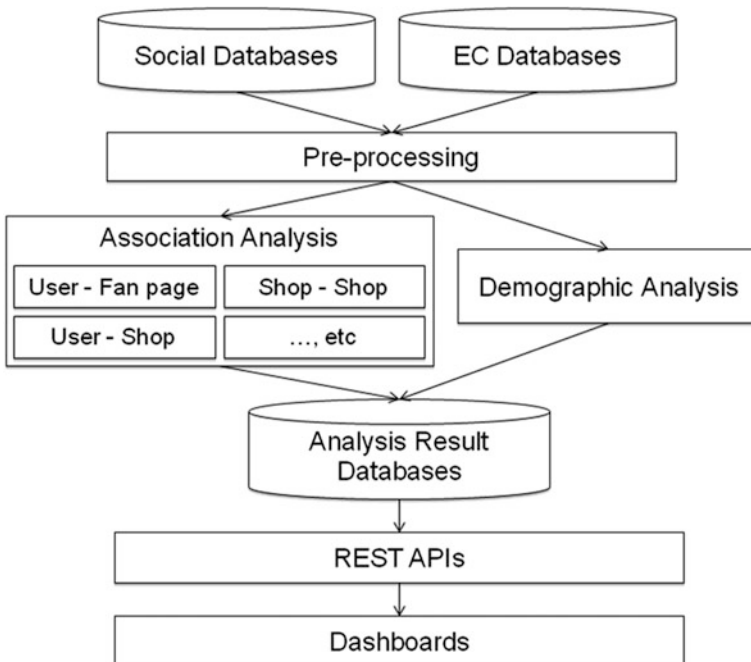 Social Databases
EC Databases
Pre-processing
Association Analysis
User - Fan page
Shop - Shop
User - Shop
..., etc
Demographic Analysis
Analysis Result
Databases
REST APIs
Dashboards